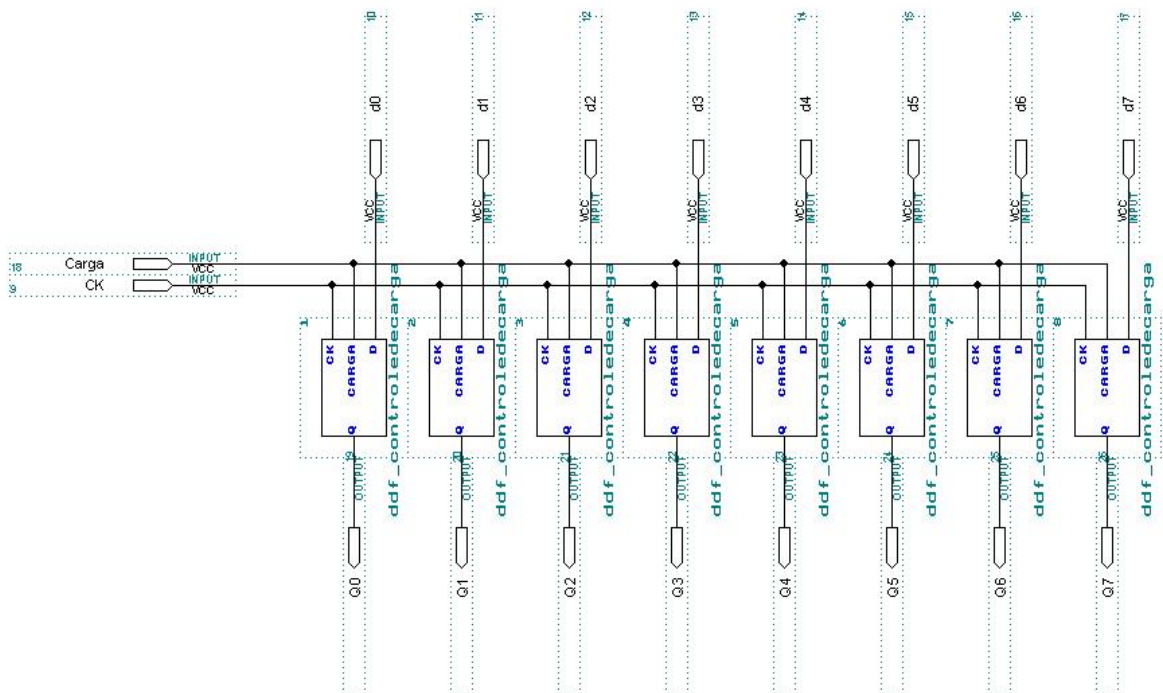 10 11 12 13 14 15 16 17
d0 d1 d2 d3 d4 d5 d6 d7
VCC INPUT VCC INPUT VCC INPUT VCC INPUT VCC INPUT VCC INPUT VCC INPUT VCC INPUT
18 Carga INPUT VCC
9 CK INPUT VCC
1 2 3 4 5 6 7 8
CK CARGA D CK CARGA D CK CARGA D CK CARGA D CK CARGA D CK CARGA D CK CARGA D CK CARGA D
Q Q Q Q Q Q Q Q
ddf_controledecarga ddf_controledecarga ddf_controledecarga ddf_controledecarga ddf_controledecarga ddf_controledecarga ddf_controledecarga ddf_controledecarga
19 20 21 22 23 24 25 26
OUTPUT OUTPUT OUTPUT OUTPUT OUTPUT OUTPUT OUTPUT OUTPUT
Q0 Q1 Q2 Q3 Q4 Q5 Q6 Q7